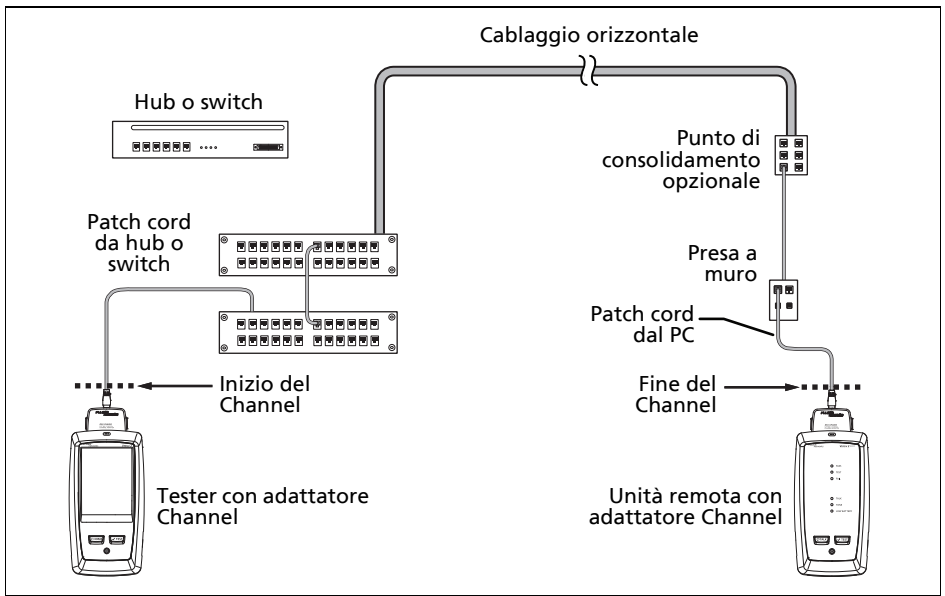 Cablaggio orizzontale
Hub o switch
Punto di
consolidamento
opzionale
Patch cord
da hub o
switch
Presa a
muro
Patch cord
dal PC
Inizio del
Channel
Fine del
Channel
Tester con adattatore
Channel
Unità remota con
adattatore Channel